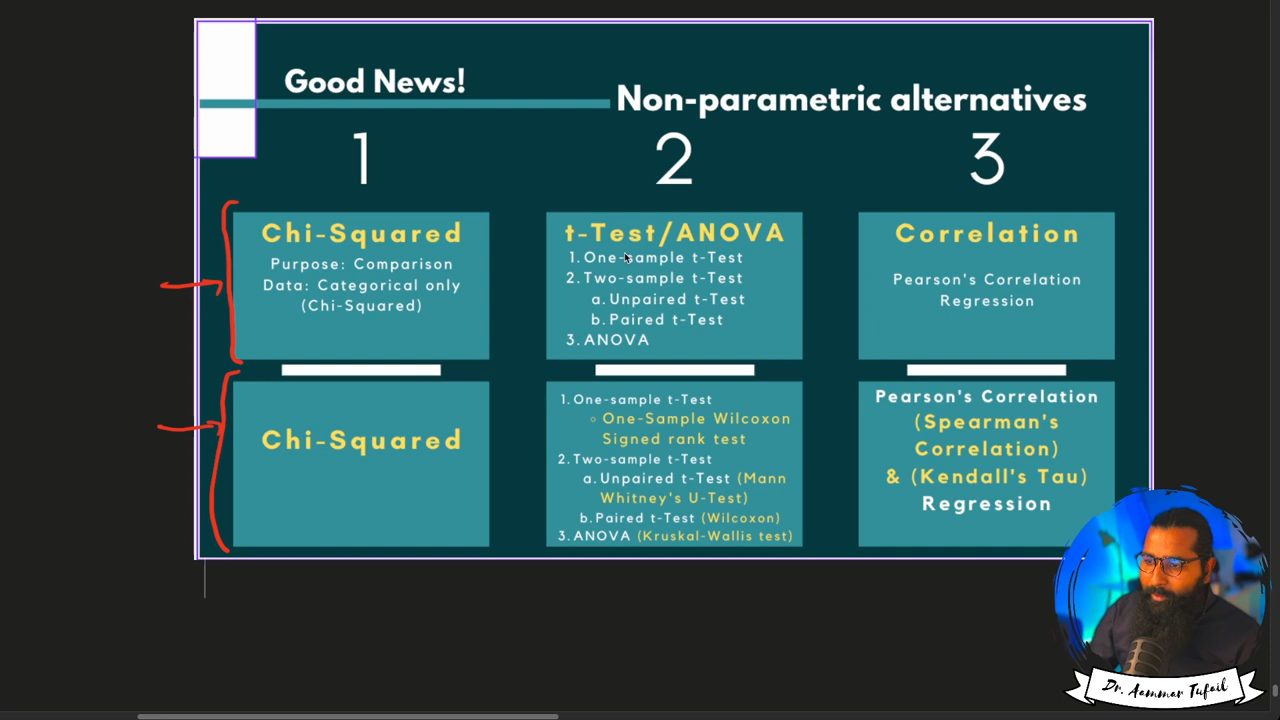 Good News!
Non-parametric alternatives
1
2
3
Chi-Squared
Purpose: Comparison
Data: Categorical only
(Chi-Squared)
t-Test/ANOVA
1. One-sample t-Test
2. Two-sample t-Test
a. Unpaired t-Test
b. Paired t-Test
3. ANOVA
Correlation
Pearson's Correlation
Regression
Chi-Squared
1. One-sample t-Test
○ One-Sample Wilcoxon
Signed rank test
2. Two-sample t-Test
a. Unpaired t-Test (Mann
Whitney's U-Test)
b. Paired t-Test (Wilcoxon)
3. ANOVA (Kruskal-Wallis test)
Pearson's Correlation
(Spearman's
Correlation)
& (Kendall's Tau)
Regression
Dr. Aammar Tufail